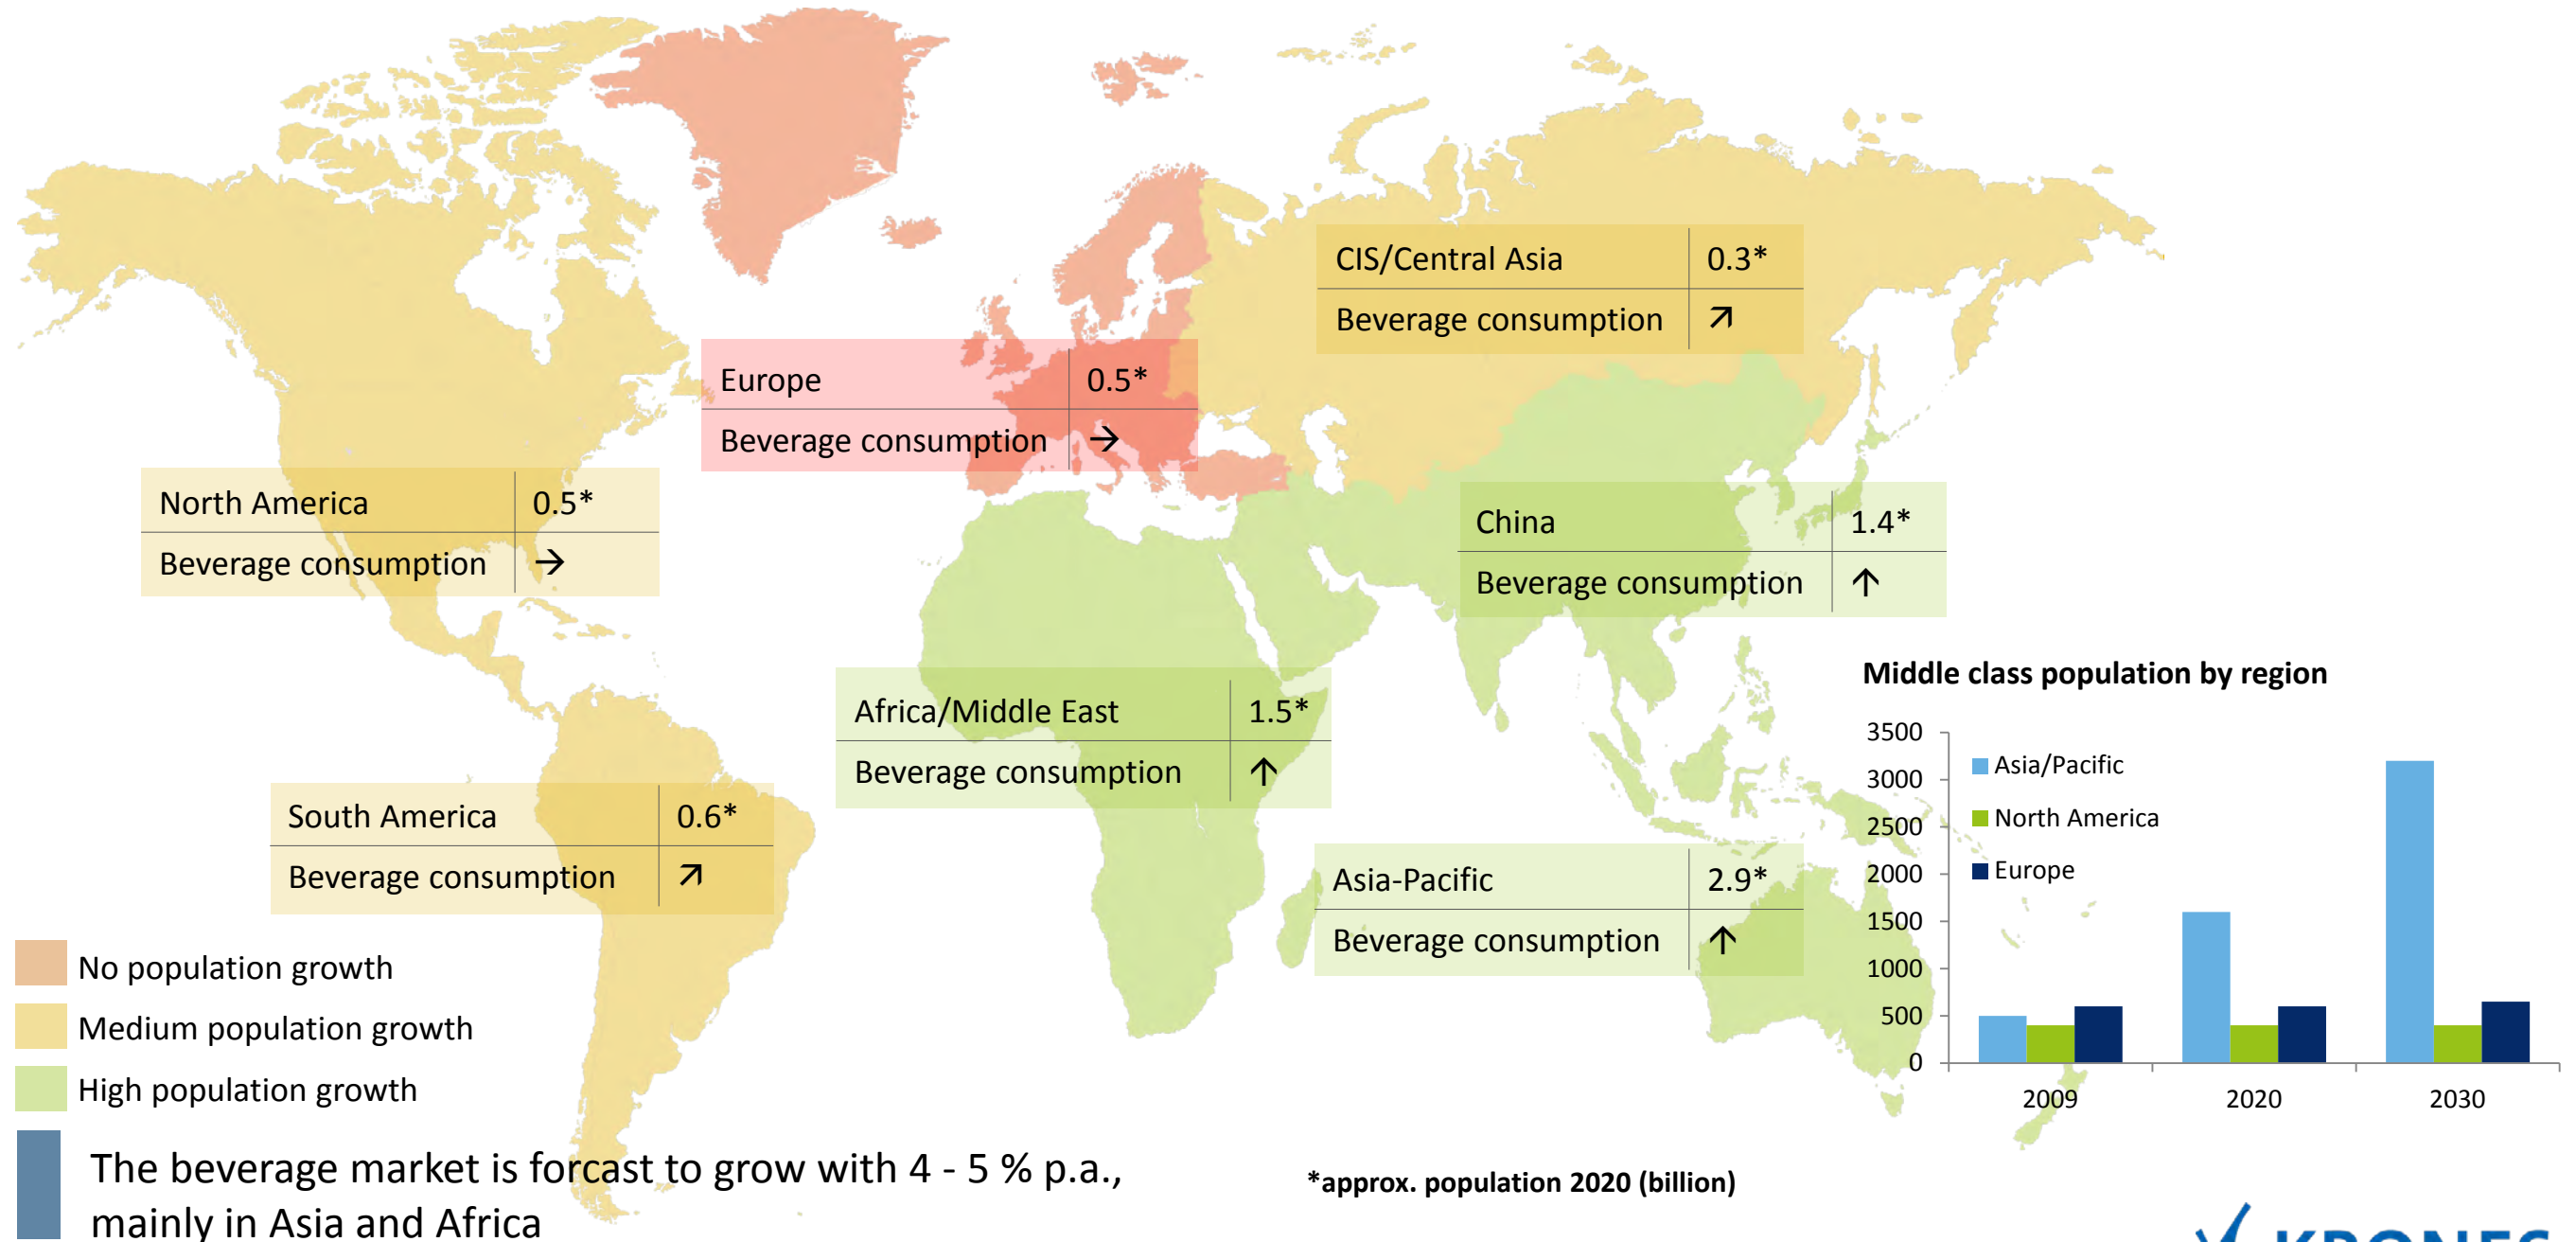 CIS/Central Asia 0.3*
Beverage consumption ↗
Europe 0.5*
Beverage consumption →
North America 0.5*
Beverage consumption →
China 1.4*
Beverage consumption ↑
Africa/Middle East 1.5*
Beverage consumption ↑
South America 0.6*
Beverage consumption ↗
Asia-Pacific 2.9*
Beverage consumption ↑
Middle class population by region
3500
3000
2500
2000
1500
1000
500
0
Asia/Pacific
North America
Europe
2009 2020 2030
No population growth
Medium population growth
High population growth
The beverage market is forcast to grow with 4 - 5 % p.a.,
mainly in Asia and Africa
*approx. population 2020 (billion)
KRONES